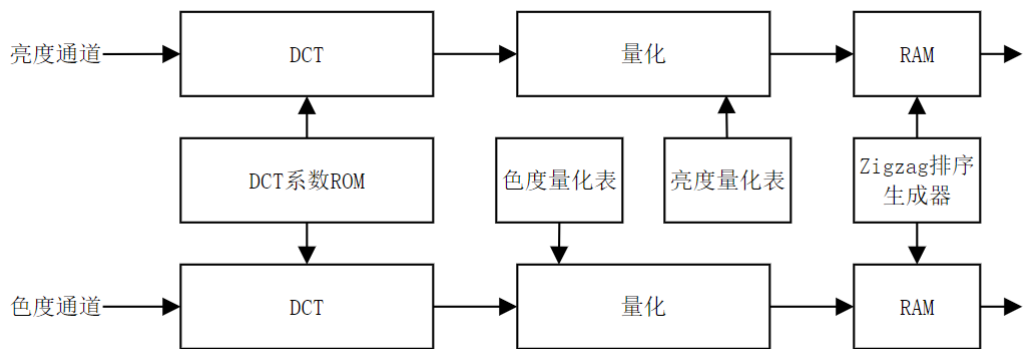 亮度通道
DCT
量化
RAM
DCT系数ROM
色度量化表
亮度量化表
Zigzag排序
生成器
色度通道
DCT
量化
RAM